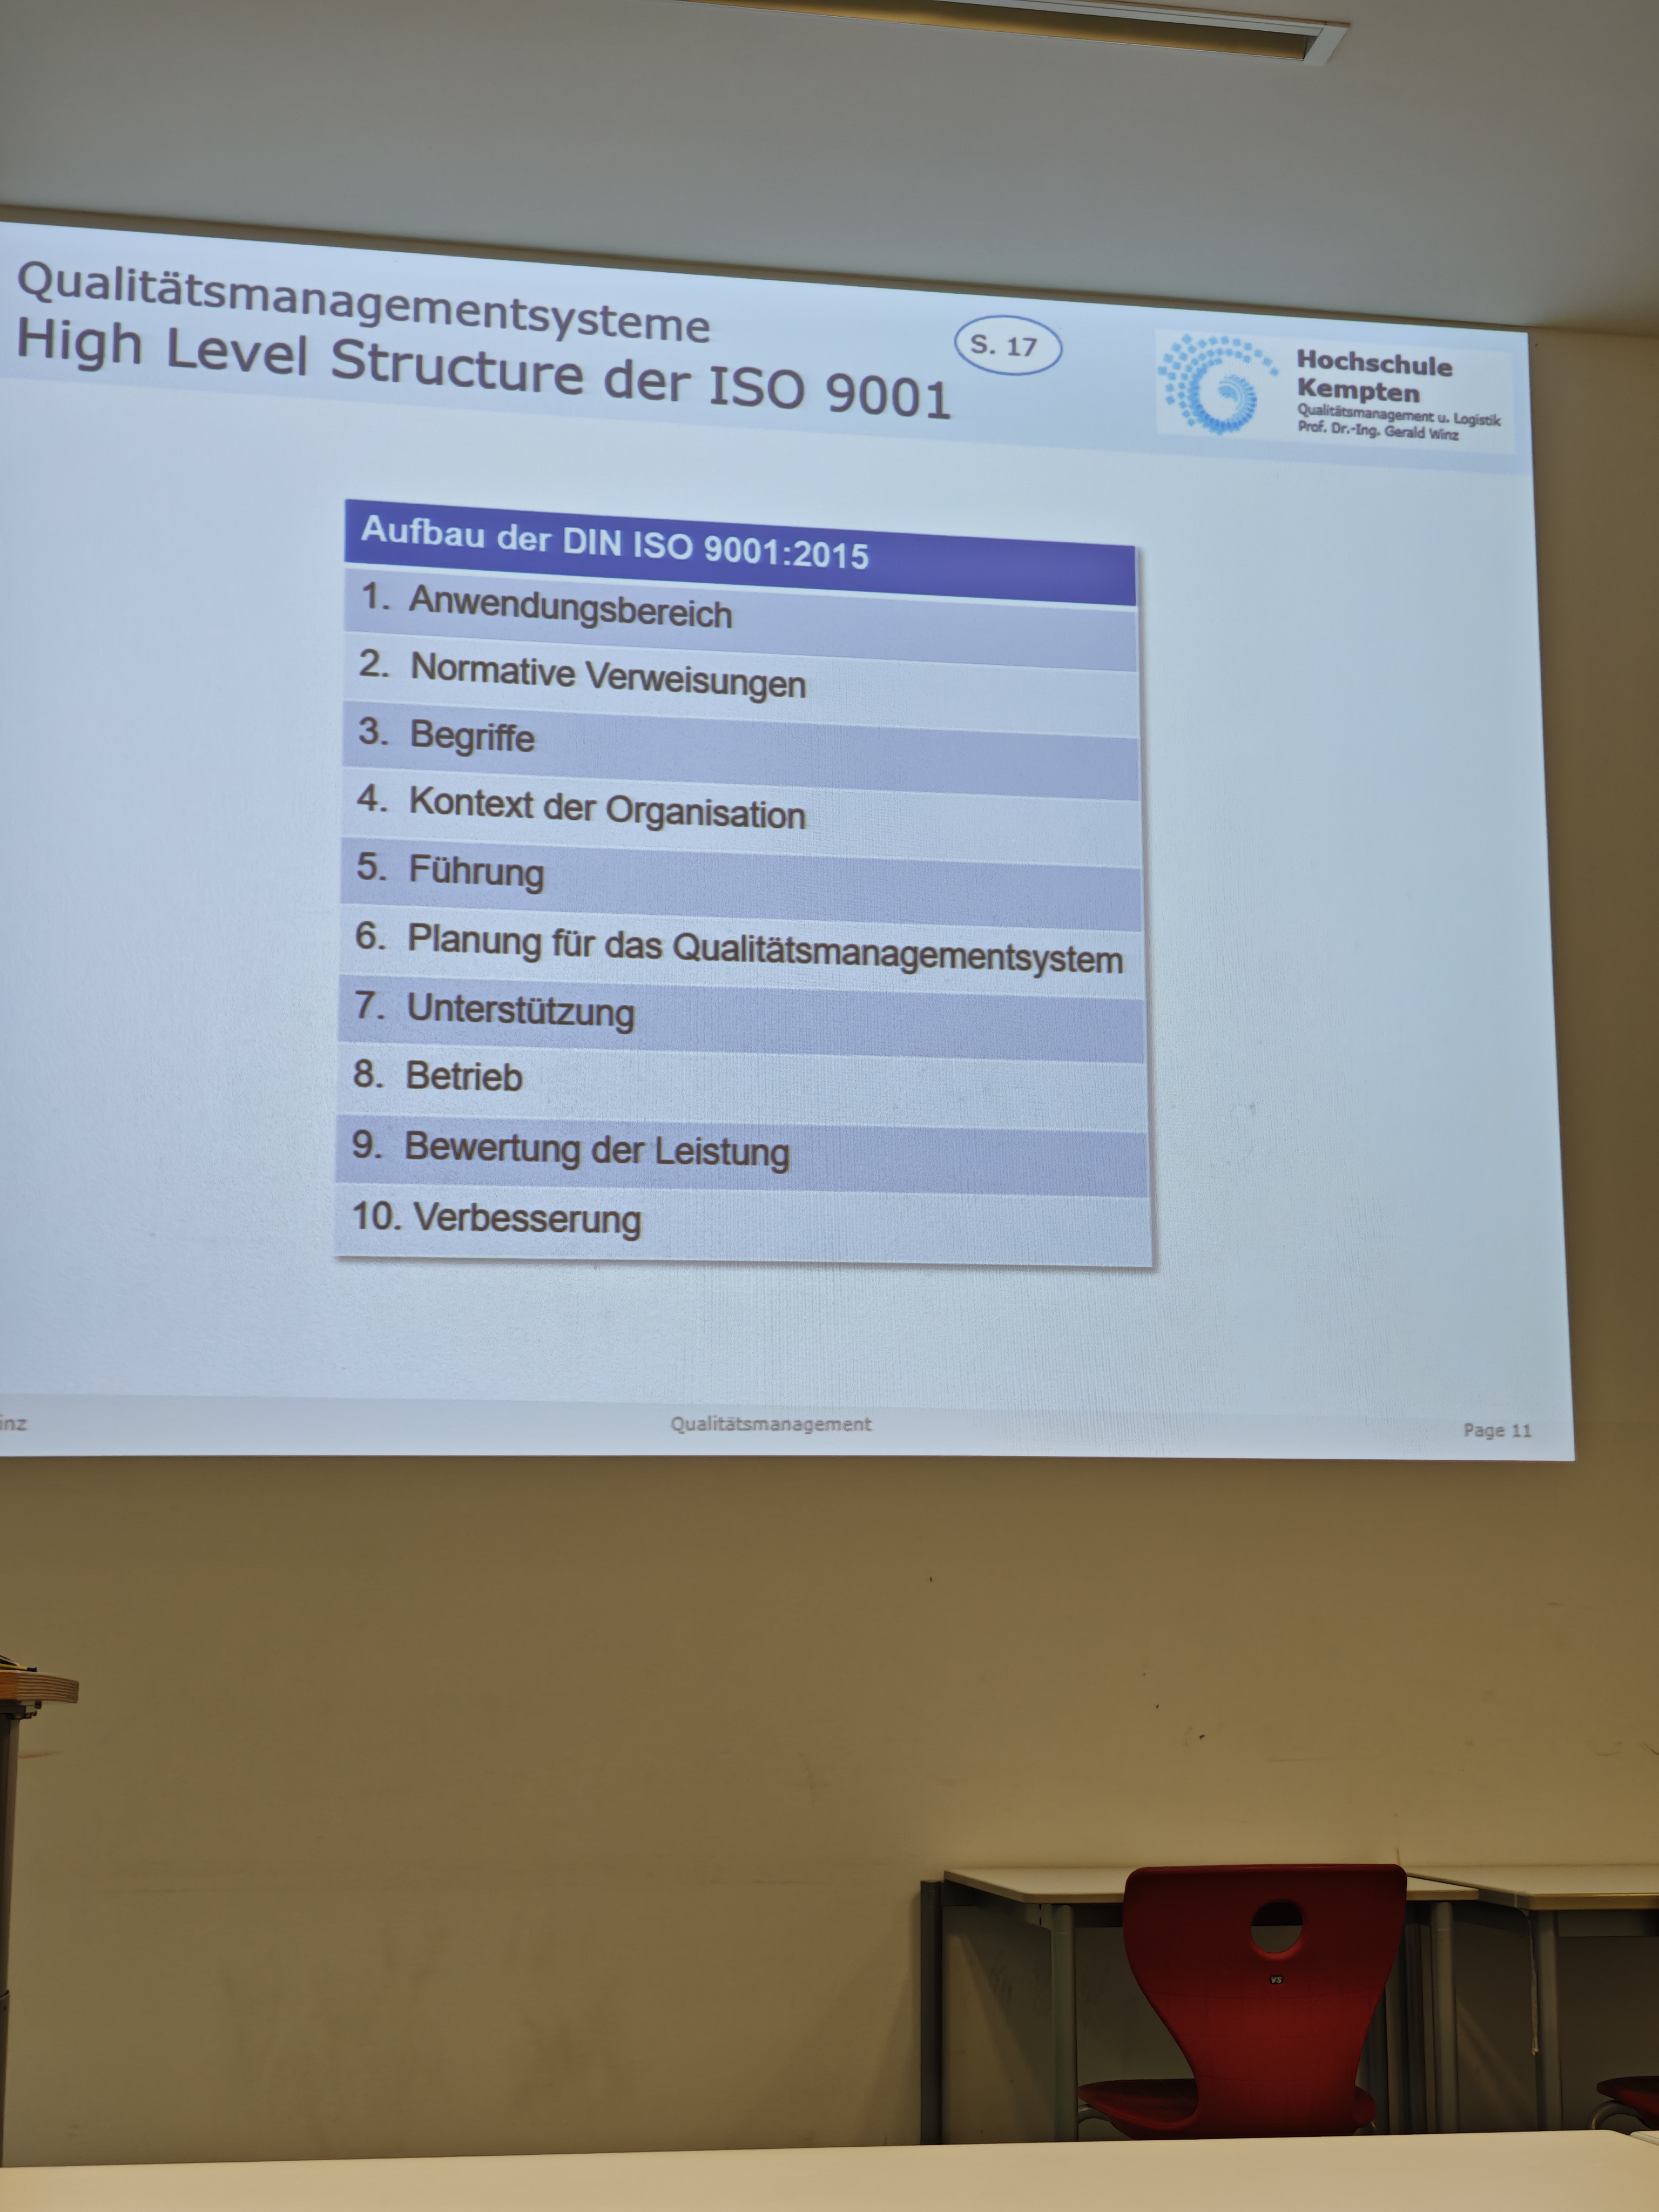 Qualitätsmanagementsysteme
High Level Structure der ISO 9001
S. 17
Hochschule
Kempten
Qualitätsmanagement u. Logistik
Prof. Dr.-Ing. Gerald Winz
Aufbau der DIN ISO 9001:2015
1. Anwendungsbereich
2. Normative Verweisungen
3. Begriffe
4. Kontext der Organisation
5. Führung
6. Planung für das Qualitätsmanagementsystem
7. Unterstützung
8. Betrieb
9. Bewertung der Leistung
10. Verbesserung
inz
Qualitätsmanagement
Page 11
VS